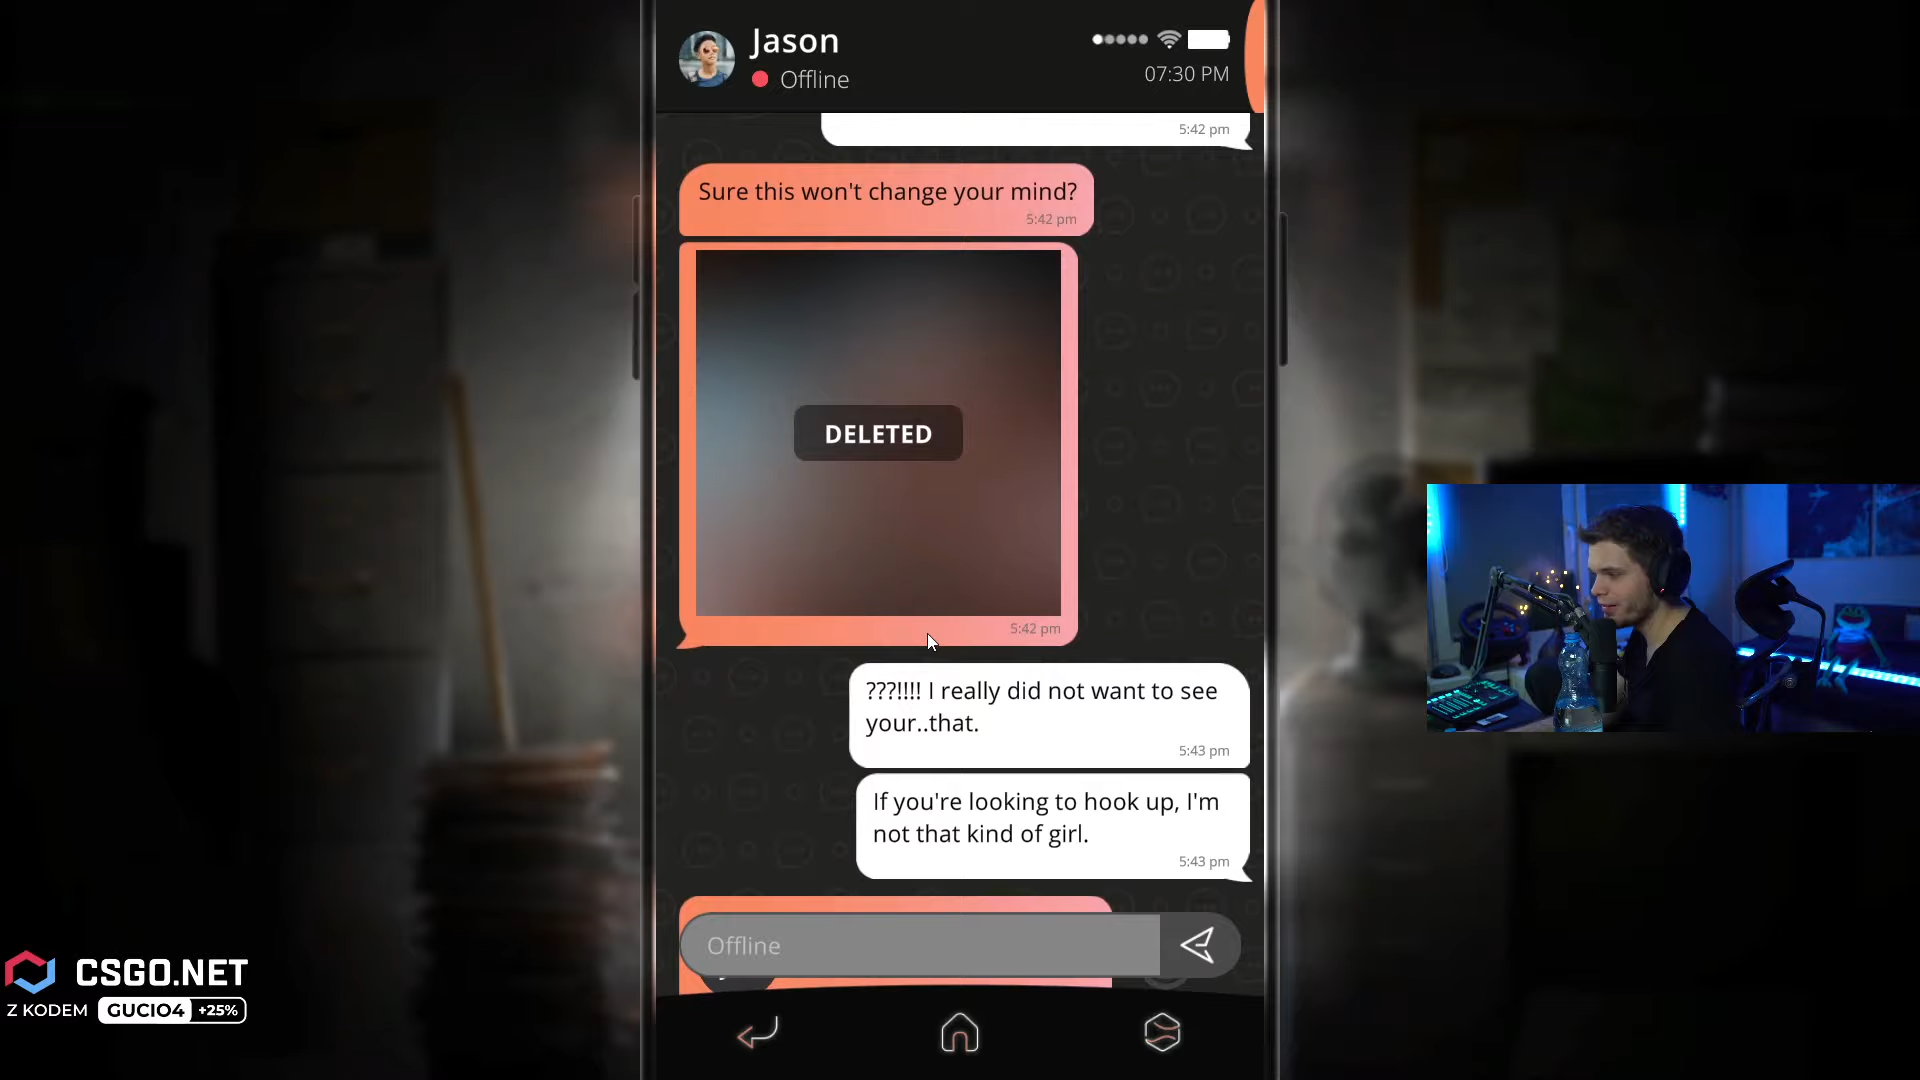 Jason
Offline
07:30 PM
5:42 pm
Sure this won't change your mind?
5:42 pm
DELETED
5:42 pm
???!!!! I really did not want to see
your..that.
5:43 pm
If you're looking to hook up, I'm
not that kind of girl.
5:43 pm
Offline
CSGO.NET
Z KODEM GUCIO4 +25%